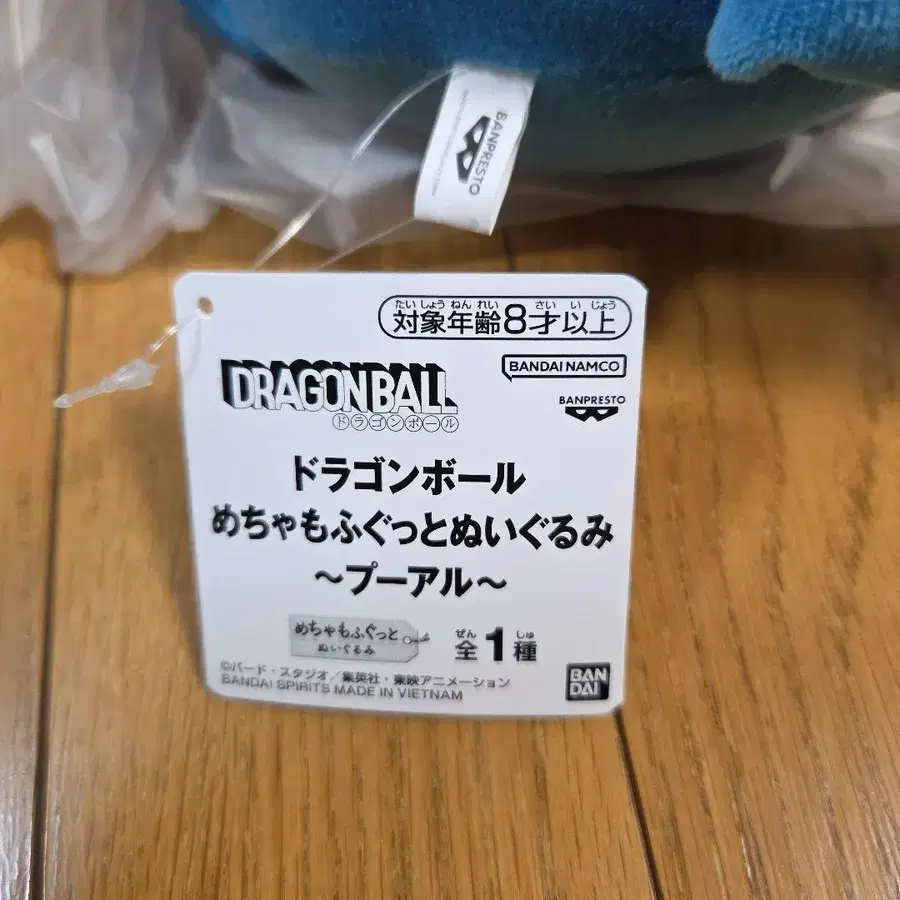 BANPRESTO
たいしょうねんれい さいいじょう
対象年齢8才以上
DRAGONBALL
ドラゴンボール
BANDAI NAMCO
BANPRESTO
ドラゴンボール
めちゃもふぐっとぬいぐるみ
~プーアル~
めちゃもふぐっと
ぬいぐるみ
ぜん しゅ
全1種
©バード・スタジオ/集英社・東映アニメーション
BANDAI SPIRITS MADE IN VIETNAM
BANDAI